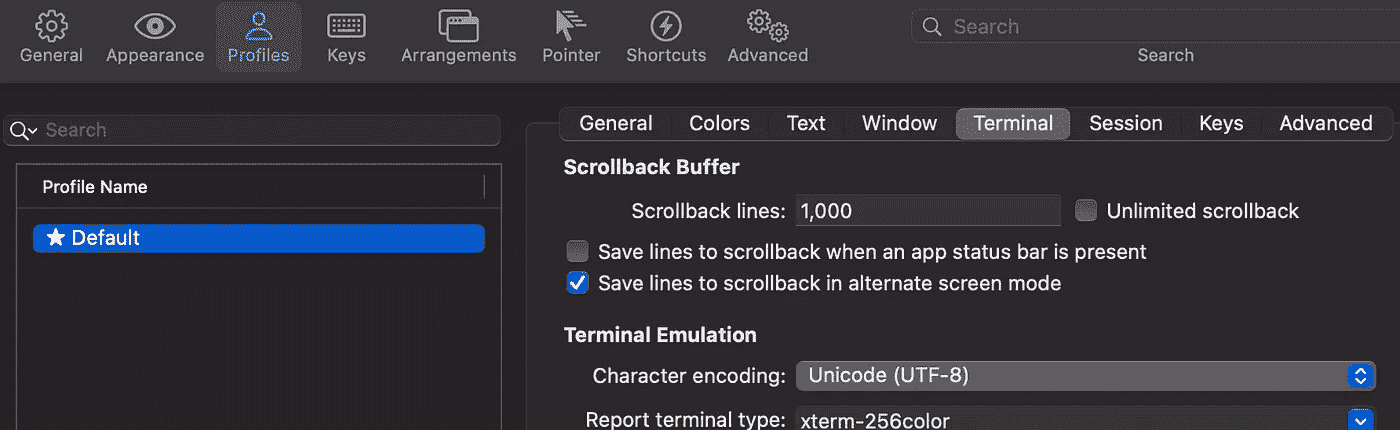 General Appearance Profiles Keys Arrangements Pointer Shortcuts Advanced Search
Search
Search
General Colors Text Window Terminal Session Keys Advanced
Profile Name
★ Default
Scrollback Buffer
Scrollback lines: 1,000 Unlimited scrollback
Save lines to scrollback when an app status bar is present
Save lines to scrollback in alternate screen mode
Terminal Emulation
Character encoding: Unicode (UTF-8)
Report terminal type: xterm-256color